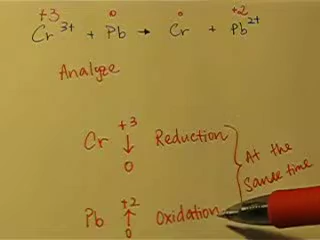 +3 0 0 +2
Cr³⁺ + Pb → Cr + Pb²⁺
Analyze
+3
Cr ↓ Reduction
0
At the
Same time
+2
Pb ↑ Oxidation
0